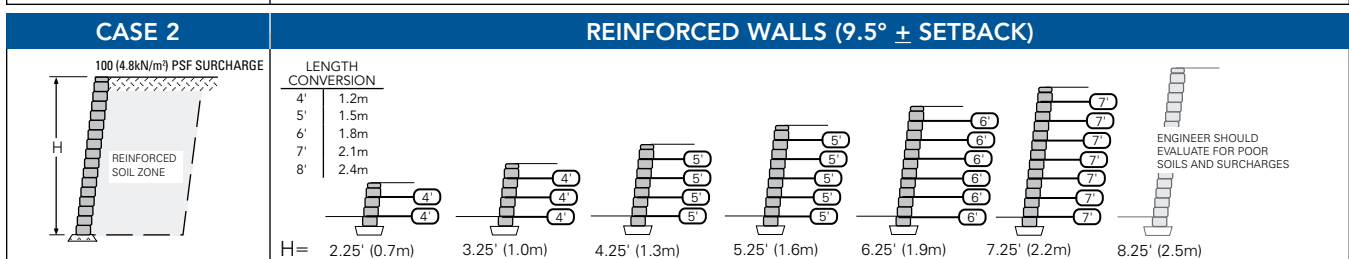 CASE 2
REINFORCED WALLS (9.5° ± SETBACK)
100 (4.8kN/m²) PSF SURCHARGE
H
REINFORCED
SOIL ZONE
LENGTH
CONVERSION
4' 1.2m
5' 1.5m
6' 1.8m
7' 2.1m
8' 2.4m
4'
4'
4'
4'
4'
5'
5'
5'
5'
5'
5'
5'
5'
5'
6'
6'
6'
6'
6'
6'
7'
7'
7'
7'
7'
7'
7'
ENGINEER SHOULD
EVALUATE FOR POOR
SOILS AND SURCHARGES
H= 2.25' (0.7m) 3.25' (1.0m) 4.25' (1.3m) 5.25' (1.6m) 6.25' (1.9m) 7.25' (2.2m) 8.25' (2.5m)